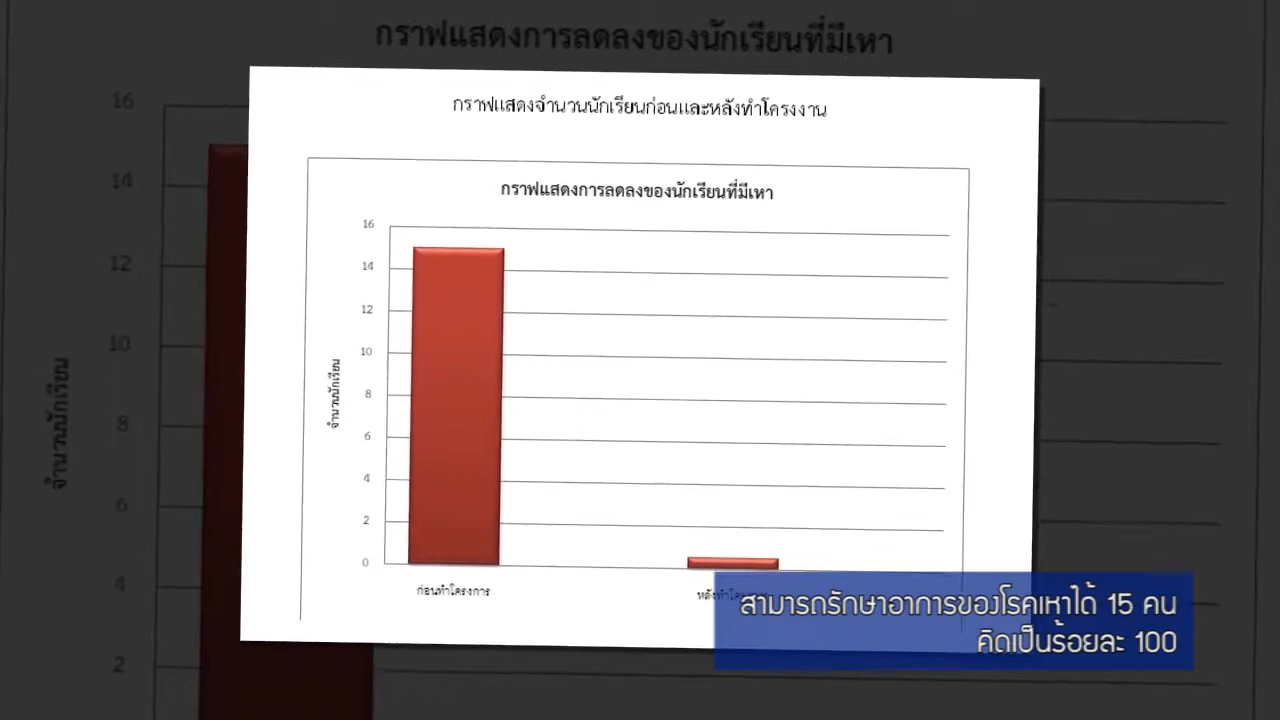 กราฟแสดงการลดลงของนักเรียนที่มีเหา
กราฟแสดงจำนวนนักเรียนก่อนและหลังทำโครงงาน
กราฟแสดงการลดลงของนักเรียนที่มีเหา
จำนวนนักเรียน
16
14
12
10
8
6
4
2
0
ก่อนทำโครงการ
จำนวนนักเรียน
16
14
12
10
8
6
4
2
สามารถรักษาอาการของโรคเหาได้ 15 คน
คิดเป็นร้อยละ 100